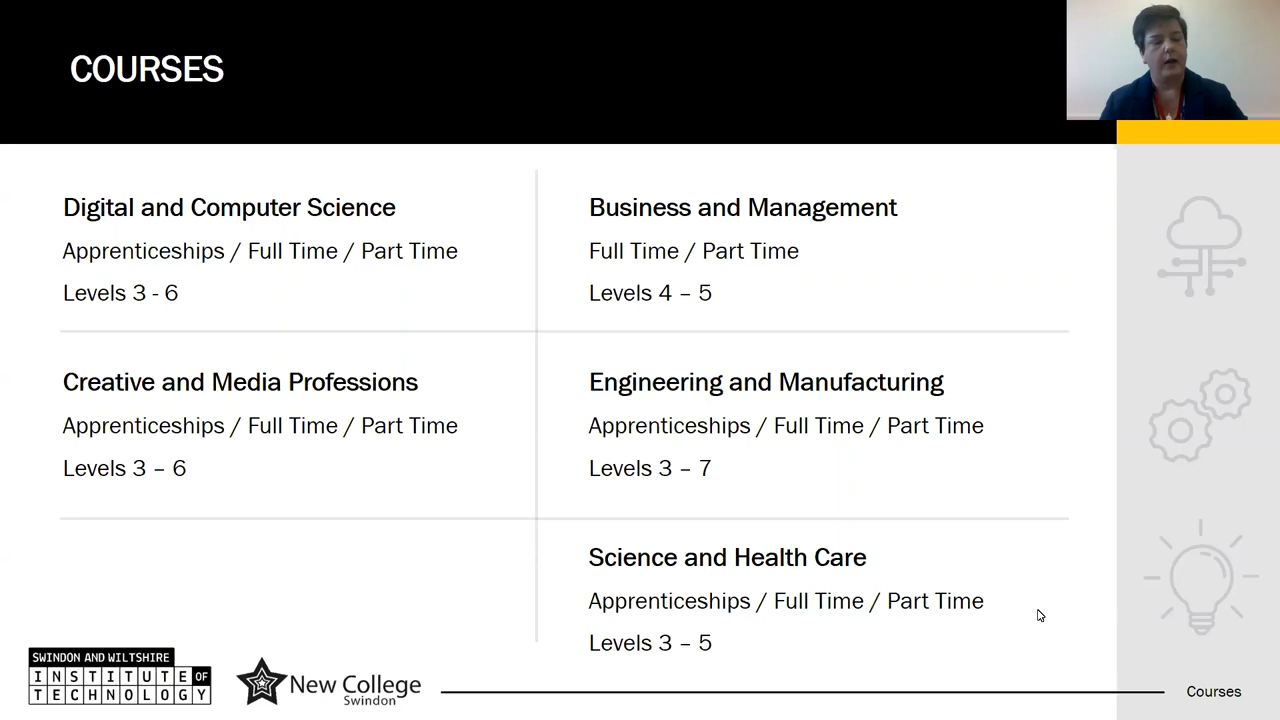 COURSES
Digital and Computer Science
Apprenticeships / Full Time / Part Time
Levels 3 - 6
Business and Management
Full Time / Part Time
Levels 4 – 5
Creative and Media Professions
Apprenticeships / Full Time / Part Time
Levels 3 – 6
Engineering and Manufacturing
Apprenticeships / Full Time / Part Time
Levels 3 – 7
Science and Health Care
Apprenticeships / Full Time / Part Time
Levels 3 – 5
SWINDON AND WILTSHIRE
INSTITUTE OF
TECHNOLOGY
New College
Swindon
Courses